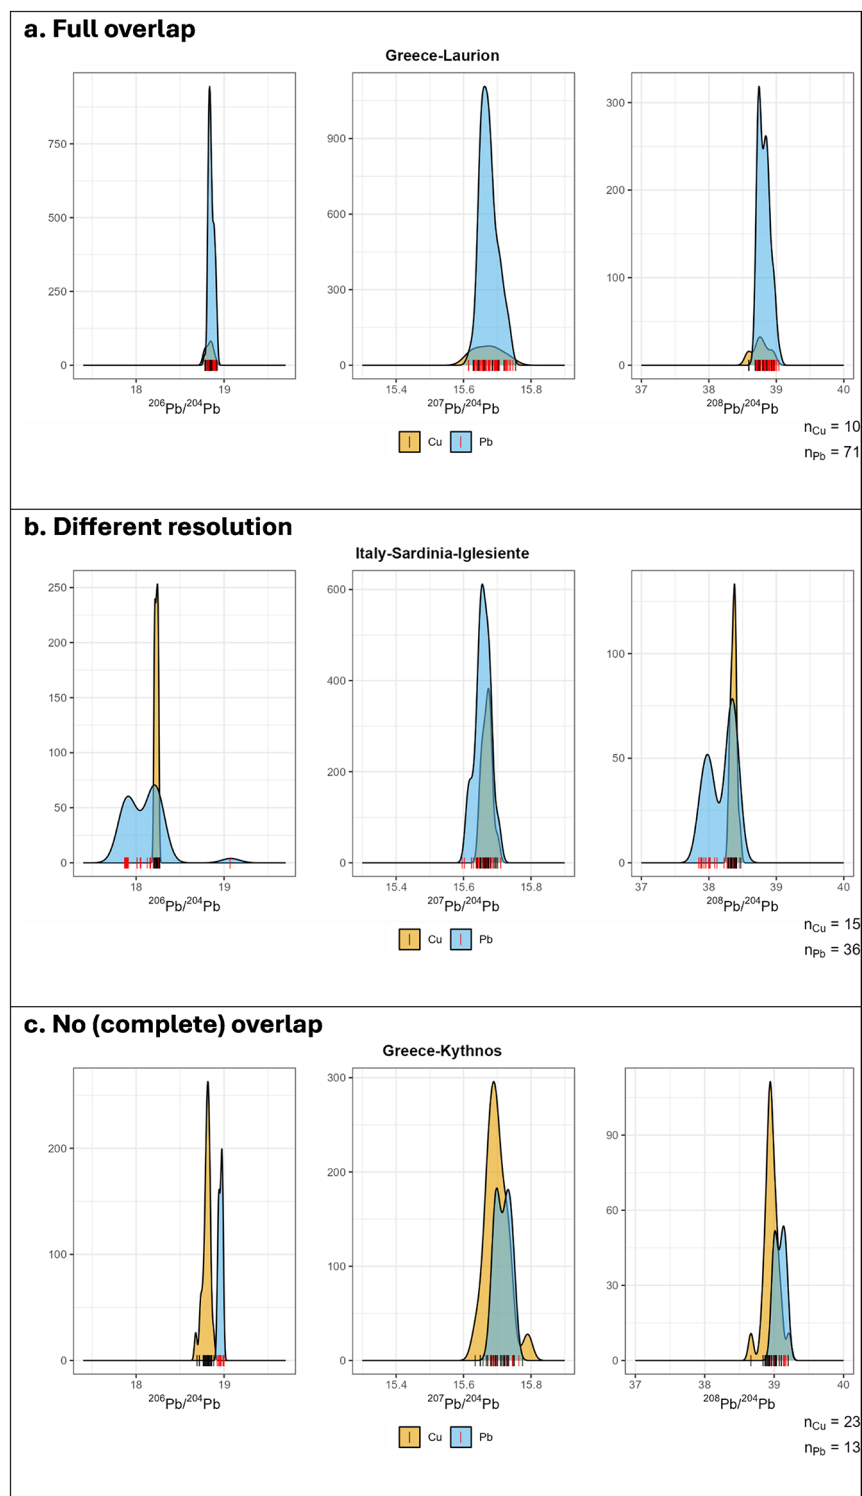 a. Full overlap
Greece-Laurion
750
500
250
0
18 19
206Pb/204Pb
900
600
300
0
15.4 15.6 15.8
207Pb/204Pb
300
200
100
0
37 38 39 40
208Pb/204Pb
Cu Pb
nCu = 10
nPb = 71
b. Different resolution
Italy-Sardinia-Iglesiente
250
200
150
100
50
0
18 19
206Pb/204Pb
600
400
200
0
15.4 15.6 15.8
207Pb/204Pb
100
50
0
37 38 39 40
208Pb/204Pb
Cu Pb
nCu = 15
nPb = 36
c. No (complete) overlap
Greece-Kythnos
200
100
0
18 19
206Pb/204Pb
300
200
100
0
15.4 15.6 15.8
207Pb/204Pb
90
60
30
0
37 38 39 40
208Pb/204Pb
Cu Pb
nCu = 23
nPb = 13